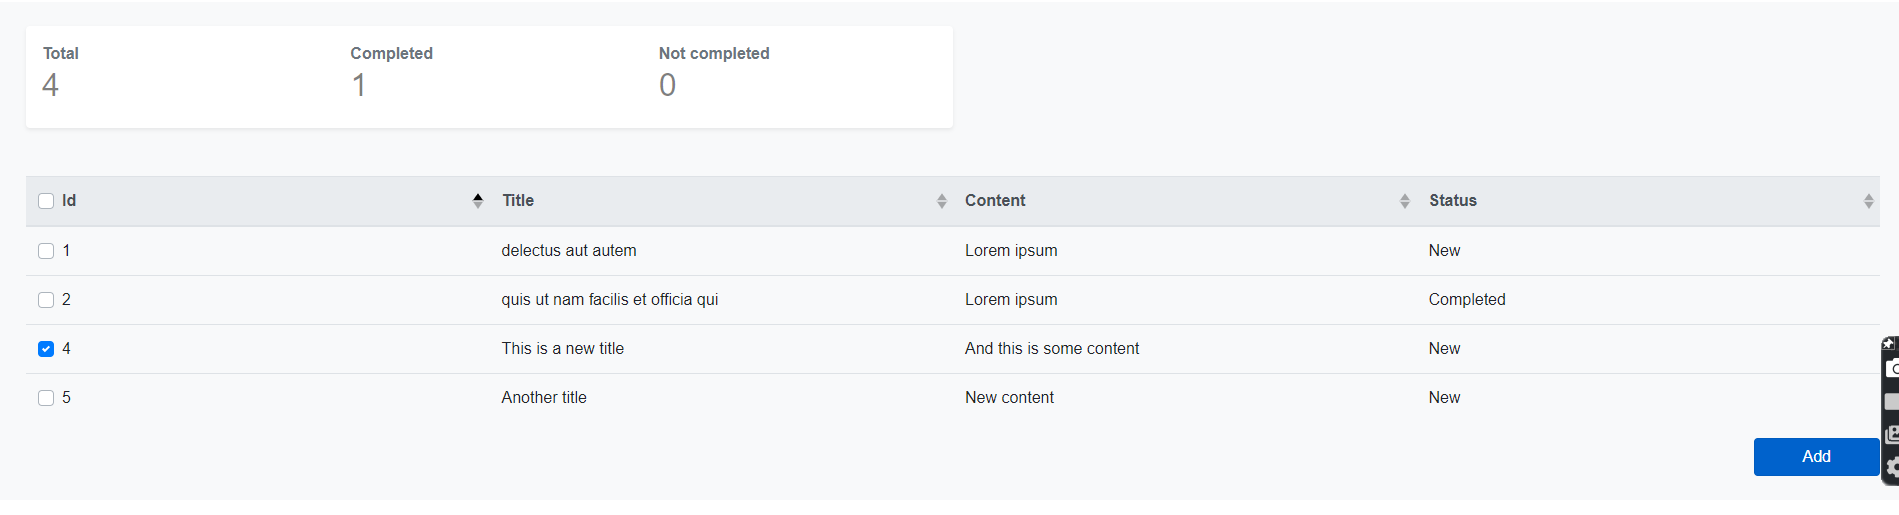 Total Completed Not completed
4 1 0
Id Title Content Status
1 delectus aut autem Lorem ipsum New
2 quis ut nam facilis et officia qui Lorem ipsum Completed
4 This is a new title And this is some content New
5 Another title New content New
Add